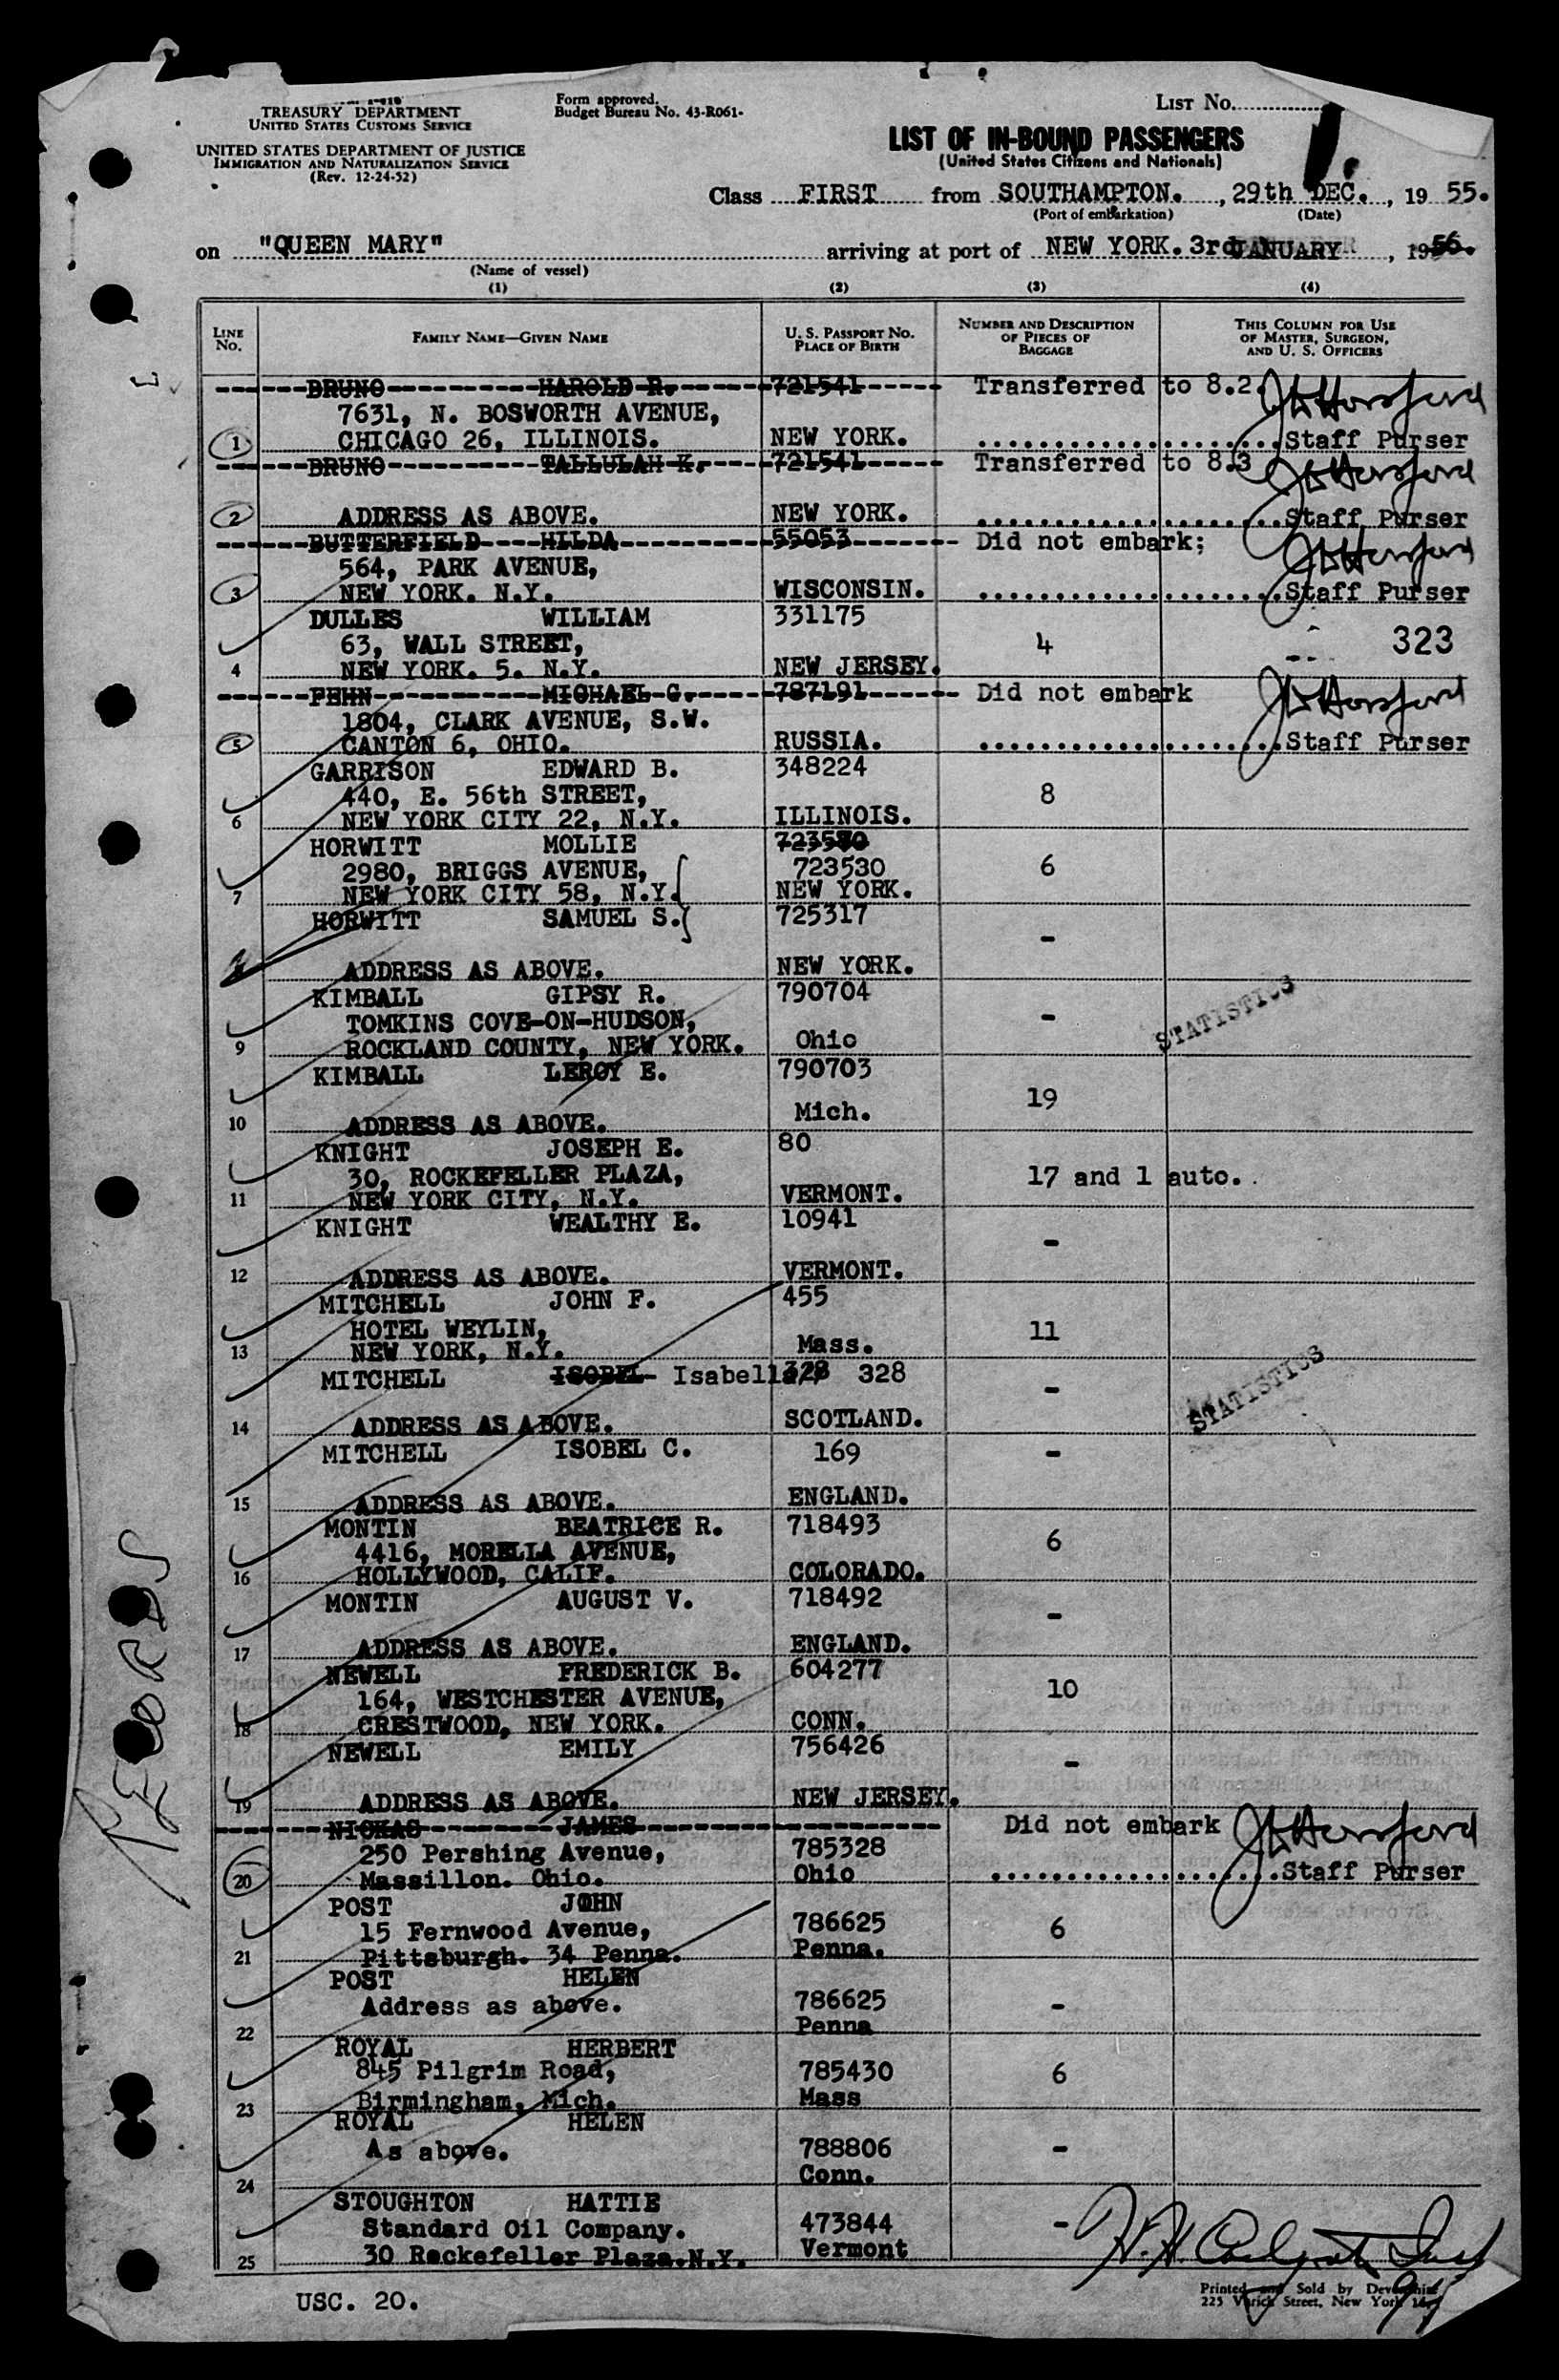 TREASURY DEPARTMENT
UNITED STATES CUSTOMS SERVICE
UNITED STATES DEPARTMENT OF JUSTICE
IMMIGRATION AND NATURALIZATION SERVICE
(Rev. 12-24-52)
Form approved.
Budget Bureau No. 43-R061-
LIST No.
1.
LIST OF IN-BOUND PASSENGERS
(United States Citizens and Nationals)
Class FIRST from SOUTHAMPTON. , 29th DEC. , 19 55.
(Port of embarkation) (Date)
on "QUEEN MARY" arriving at port of NEW YORK. 3rd JANUARY , 1956.
(Name of vessel)
(1) (2) (3) (4)
LINE No. FAMILY NAME—GIVEN NAME U. S. PASSPORT NO. PLACE OF BIRTH NUMBER AND DESCRIPTION OF PIECES OF BAGGAGE THIS COLUMN FOR USE OF MASTER, SURGEON, AND U. S. OFFICERS
BRUNO HAROLD R. 721541 Transferred to 8.2
7631, N. BOSWORTH AVENUE,
1 CHICAGO 26, ILLINOIS. NEW YORK. Staff Purser
BRUNO TALLULAH K. 721541 Transferred to 8.3
2 ADDRESS AS ABOVE. NEW YORK. Staff Purser
BUTTERFIELD HILDA 55053 Did not embark;
564, PARK AVENUE,
3 NEW YORK. N.Y. WISCONSIN. Staff Purser
DULLES WILLIAM 331175
63, WALL STREET, 4 323
4 NEW YORK. 5. N.Y. NEW JERSEY.
FEHN MICHAEL G. 787191 Did not embark
1804, CLARK AVENUE, S.W.
5 CANTON 6, OHIO. RUSSIA. Staff Purser
GARRISON EDWARD B. 348224
440, E. 56th STREET, 8
6 NEW YORK CITY 22, N.Y. ILLINOIS.
HORWITT MOLLIE 723580
2980, BRIGGS AVENUE, 723530 6
7 NEW YORK CITY 58, N.Y. NEW YORK.
HORWITT SAMUEL S. 725317
-
ADDRESS AS ABOVE. NEW YORK.
KIMBALL GIPSY R. 790704
TOMKINS COVE-ON-HUDSON, - STATISTICS
9 ROCKLAND COUNTY, NEW YORK. Ohio
KIMBALL LEROY E. 790703
19
10 ADDRESS AS ABOVE. Mich.
KNIGHT JOSEPH E. 80
30, ROCKEFELLER PLAZA, 17 and 1 auto.
11 NEW YORK CITY, N.Y. VERMONT.
KNIGHT WEALTHY E. 10941
-
12 ADDRESS AS ABOVE. VERMONT.
MITCHELL JOHN F. 455
HOTEL WEYLIN, 11
13 NEW YORK, N.Y. Mass.
MITCHELL ISOBEL Isabella 328 328
- STATISTICS
14 ADDRESS AS ABOVE. SCOTLAND.
MITCHELL ISOBEL C. 169 -
15 ADDRESS AS ABOVE. ENGLAND.
MONTIN BEATRICE R. 718493
4416, MORELLA AVENUE, 6
16 HOLLYWOOD, CALIF. COLORADO.
MONTIN AUGUST V. 718492
-
17 ADDRESS AS ABOVE. ENGLAND.
NEWELL FREDERICK B. 604277
164, WESTCHESTER AVENUE, 10
18 CRESTWOOD, NEW YORK. CONN.
NEWELL EMILY 756426
-
19 ADDRESS AS ABOVE. NEW JERSEY.
JAMES Did not embark
250 Pershing Avenue, 785328
20 Massillon. Ohio. Ohio Staff Purser
POST JOHN
15 Fernwood Avenue, 786625 6
21 Pittsburgh. 34 Penna. Penna.
POST HELEN
Address as above. 786625 -
22 Penna
ROYAL HERBERT
845 Pilgrim Road, 785430 6
23 Birmingham, Mich. Mass
ROYAL HELEN
As above. 788806 -
24 Conn.
STOUGHTON HATTIE
Standard Oil Company. 473844 -
25 30 Rockefeller Plaza.N.Y. Vermont
USC. 20.
Printed and Sold by Devonshire
225 Varick Street, New York 14,
RECORDS